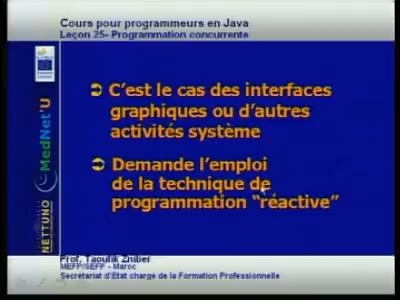 Cours pour programmeurs en Java
Leçon 25- Programmation concurrente
C'est le cas des interfaces
graphiques ou d'autres
activités système
Demande l'emploi
de la technique de
programmation “réactive”
NETTUNO
MedNet'U
Prof. Taoufik Zniber
MEFP/SEFP - Maroc
Secrétariat d'Etat chargé de la Formation Professionnelle